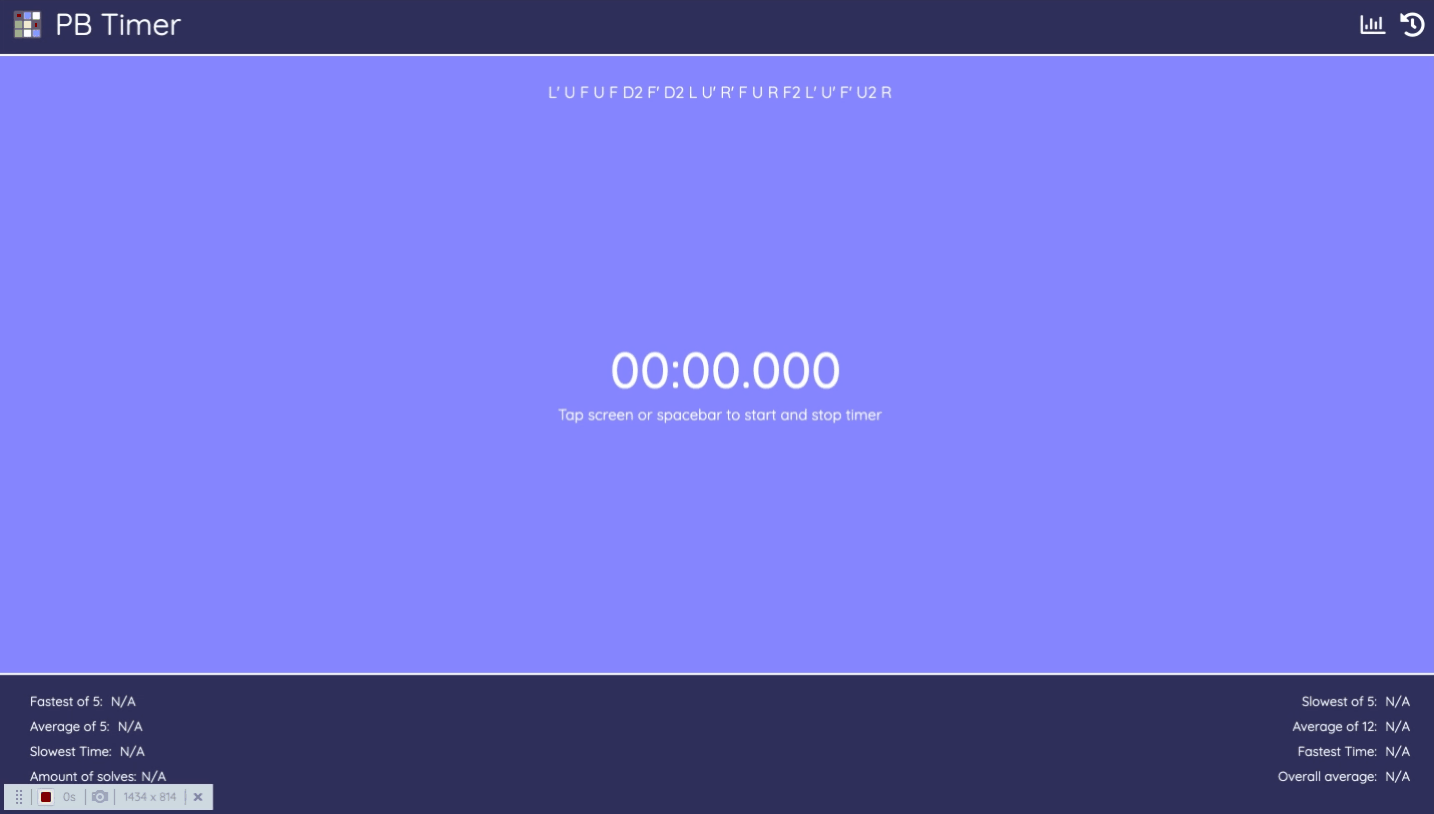 PB Timer
L' U F U F D2 F' D2 L U' R' F U R F2 L' U' F' U2 R
00:00.000
Tap screen or spacebar to start and stop timer
Fastest of 5: N/A
Average of 5: N/A
Slowest Time: N/A
Amount of solves: N/A
Slowest of 5: N/A
Average of 12: N/A
Fastest Time: N/A
Overall average: N/A
0s
1434 x 814